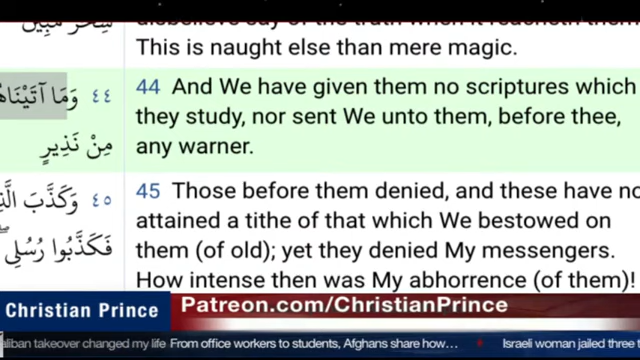 سِحْرٌ مُبِينٌ
This is naught else than mere magic.
٤٤ وَمَا آتَيْنَا
مِنْ نَذِيرٍ
44 And We have given them no scriptures which
they study, nor sent We unto them, before thee,
any warner.
٤٥ وَكَذَّبَ
فَكَذَّبُوا رُسُلِي
45 Those before them denied, and these have no
attained a tithe of that which We bestowed on
them (of old); yet they denied My messengers.
How intense then was My abhorrence (of them)!
Christian Prince
Patreon.com/ChristianPrince
aliban takeover changed my life From office workers to students, Afghans share how… Israeli woman jailed three